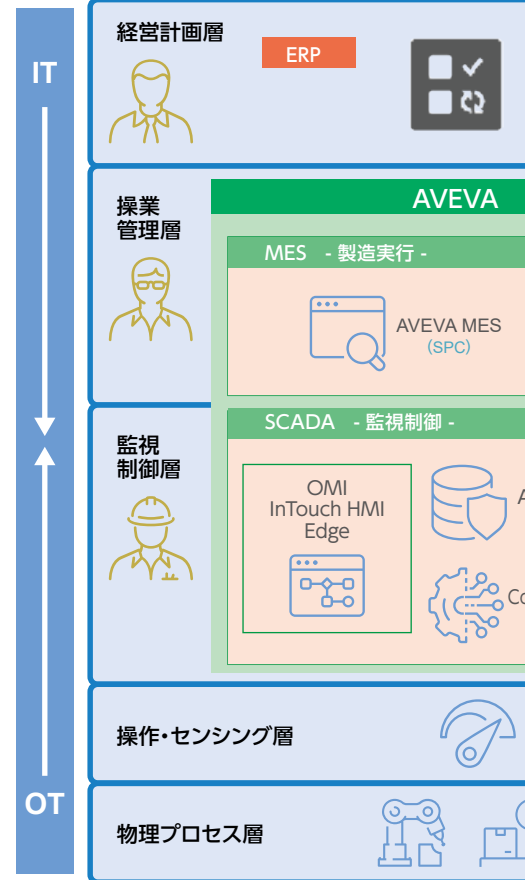 IT
経営計画層
ERP
操業
管理層
AVEVA
MES - 製造実行 -
AVEVA MES
(SPC)
監視
制御層
SCADA - 監視制御 -
OMI
InTouch HMI
Edge
操作・センシング層
OT
物理プロセス層